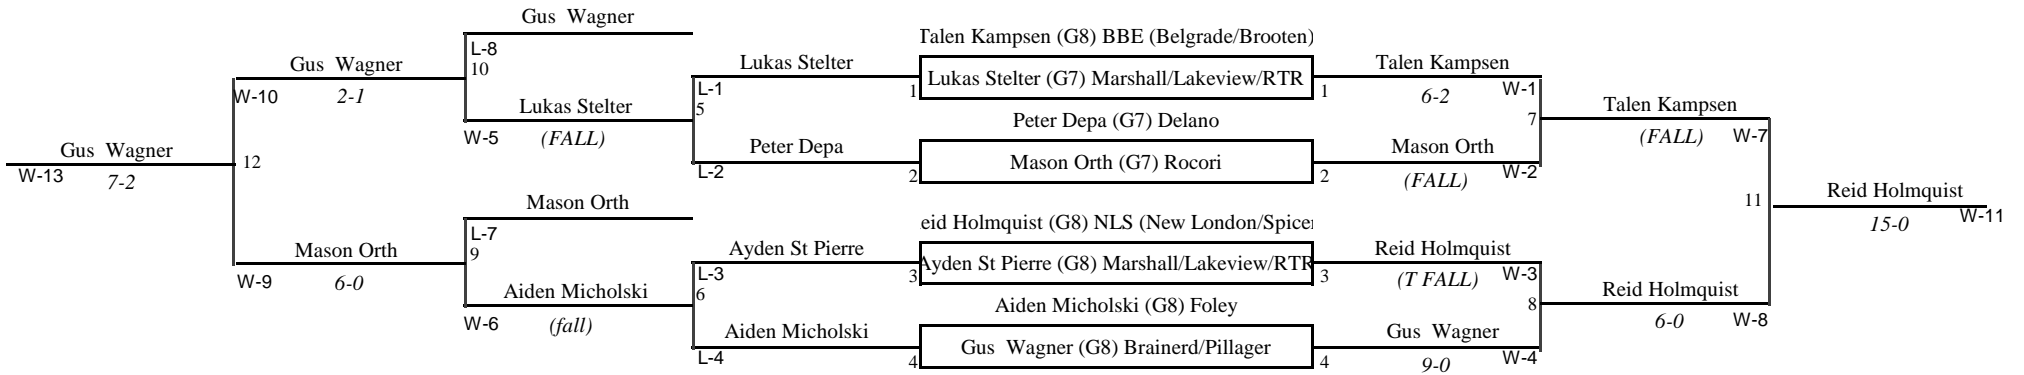 Gus Wagner
Talen Kampsen (G8) BBE (Belgrade/Brooten)
L-8
10
Gus Wagner
Lukas Stelter
Lukas Stelter (G7) Marshall/Lakeview/RTR
Talen Kampsen
W-10
2-1
L-1
1
1
6-2
W-1
Lukas Stelter
5
Talen Kampsen
W-5
(FALL)
Peter Depa (G7) Delano
7
(FALL)
W-7
Gus Wagner
12
Peter Depa
Mason Orth (G7) Rocori
Mason Orth
W-13
7-2
L-2
2
2
(FALL)
W-2
Mason Orth
11
Reid Holmquist
L-7
9
eid Holmquist (G8) NLS (New London/Spice
15-0
W-11
Mason Orth
Ayden St Pierre
Ayden St Pierre (G8) Marshall/Lakeview/RTR
Reid Holmquist
W-9
6-0
L-3
3
3
(T FALL)
W-3
Aiden Micholski
6
Aiden Micholski (G8) Foley
8
Reid Holmquist
W-6
(fall)
6-0
W-8
Aiden Micholski
Gus Wagner (G8) Brainerd/Pillager
Gus Wagner
L-4
4
4
9-0
W-4